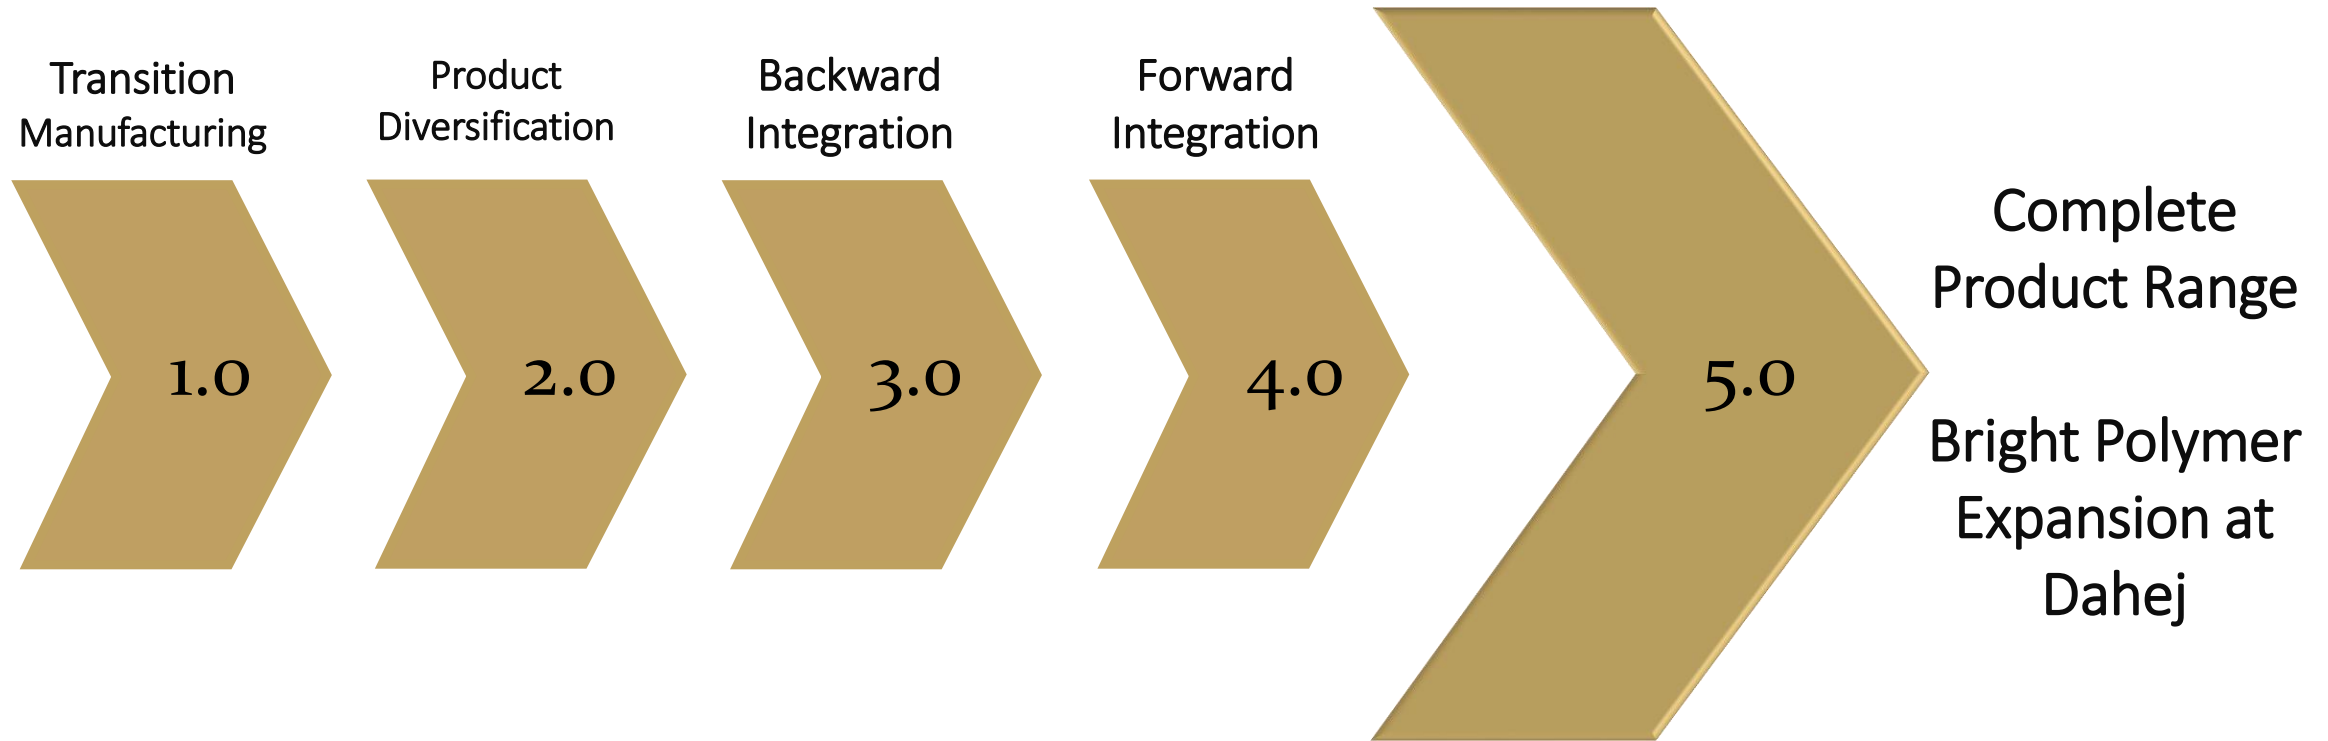 Transition
Manufacturing
1.0
Product
Diversification
2.0
Backward
Integration
3.0
Forward
Integration
4.0
5.0
Complete
Product Range
Bright Polymer
Expansion at
Dahej